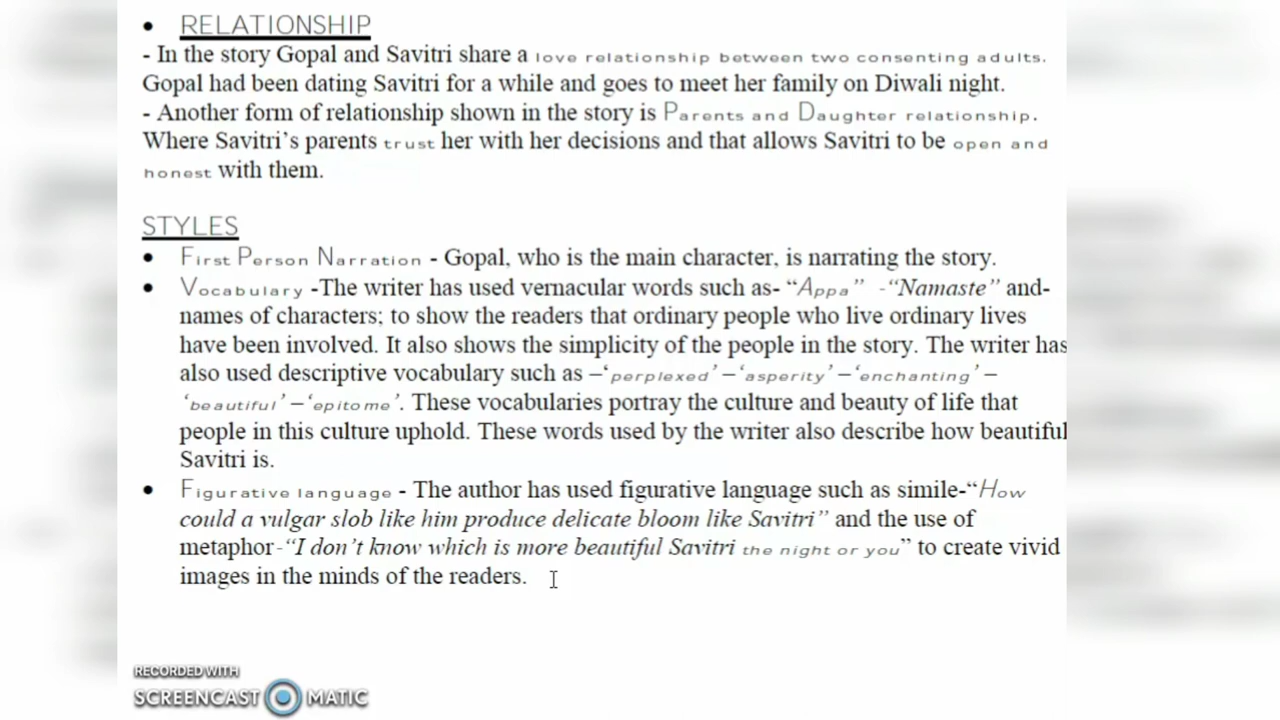 • RELATIONSHIP
- In the story Gopal and Savitri share a love relationship between two consenting adults.
Gopal had been dating Savitri for a while and goes to meet her family on Diwali night.
- Another form of relationship shown in the story is Parents and Daughter relationship.
Where Savitri's parents trust her with her decisions and that allows Savitri to be open and
honest with them.
STYLES
• First Person Narration - Gopal, who is the main character, is narrating the story.
• Vocabulary -The writer has used vernacular words such as- “Appa” -“Namaste” and-
names of characters; to show the readers that ordinary people who live ordinary lives
have been involved. It also shows the simplicity of the people in the story. The writer has
also used descriptive vocabulary such as –‘perplexed’–‘asperity’–‘enchanting’–
‘beautiful’–‘epitome’. These vocabularies portray the culture and beauty of life that
people in this culture uphold. These words used by the writer also describe how beautiful
Savitri is.
• Figurative language - The author has used figurative language such as simile-“How
could a vulgar slob like him produce delicate bloom like Savitri” and the use of
metaphor-“I don’t know which is more beautiful Savitri the night or you” to create vivid
images in the minds of the readers.
RECORDED WITH
SCREENCAST MATIC